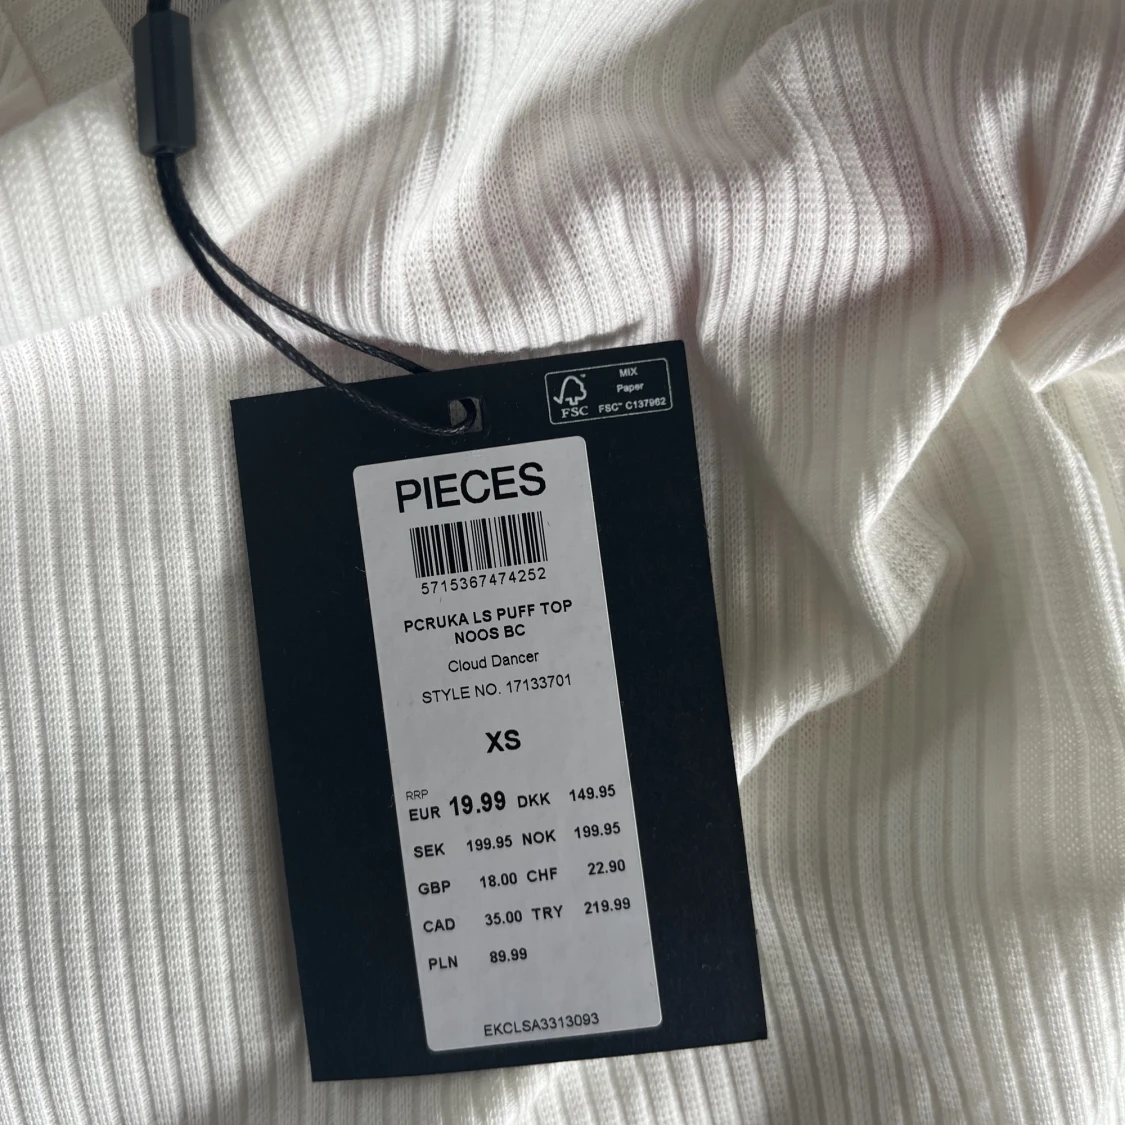 MIX
Paper
FSC™ C137962
FSC
PIECES
5715367474252
PCRUKA LS PUFF TOP
NOOS BC
Cloud Dancer
STYLE NO. 17133701
XS
RRP
EUR 19.99 DKK 149.95
SEK 199.95 NOK 199.95
GBP 18.00 CHF 22.90
CAD 35.00 TRY 219.99
PLN 89.99
EKCLSA3313093